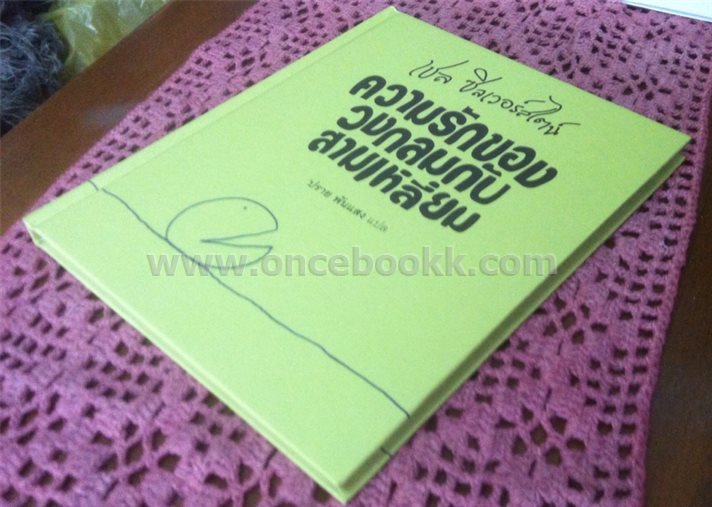 เชล ซิลเวอร์สไตน์
ความรักของ
วงกลมกับ
สามเหลี่ยม
ปราย พันแสง แปล
www.oncebookk.com